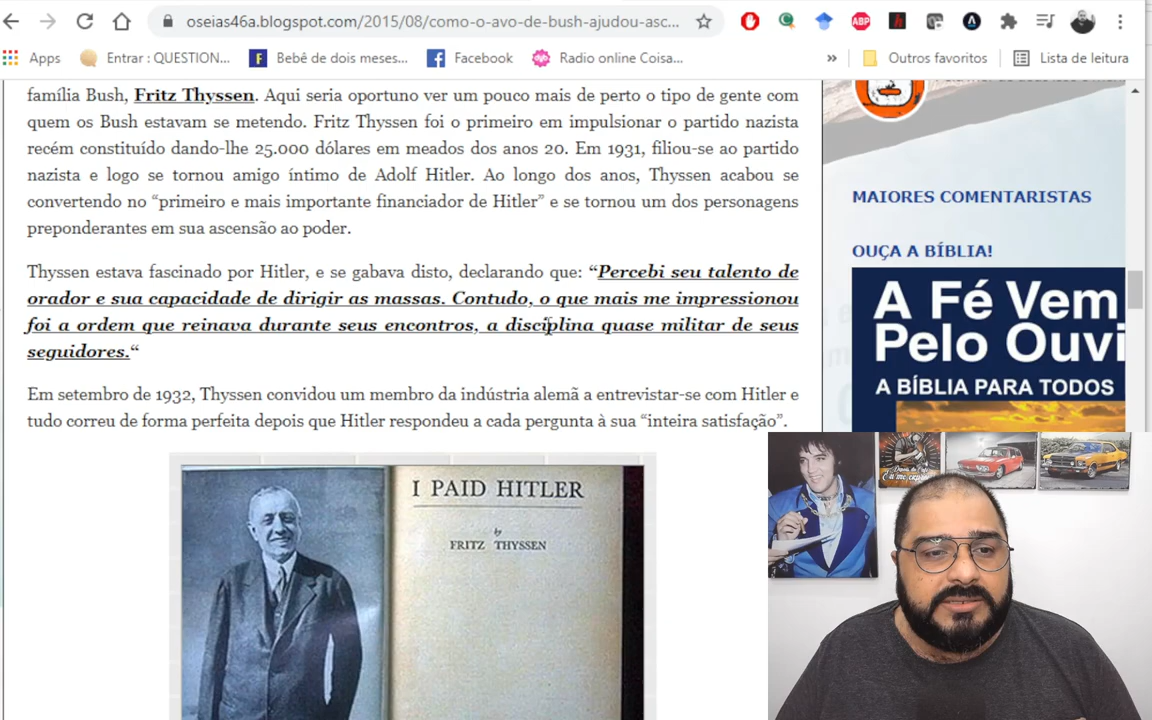 oseias46a.blogspot.com/2015/08/como-o-avo-de-bush-ajudou-asc...
ABP
h
Apps
Entrar : QUESTION...
F
Bebê de dois meses...
Facebook
Radio online Coisa...
»
Outros favoritos
Lista de leitura
família Bush, Fritz Thyssen. Aqui seria oportuno ver um pouco mais de perto o tipo de gente com
quem os Bush estavam se metendo. Fritz Thyssen foi o primeiro em impulsionar o partido nazista
recém constituído dando-lhe 25.000 dólares em meados dos anos 20. Em 1931, filiou-se ao partido
nazista e logo se tornou amigo íntimo de Adolf Hitler. Ao longo dos anos, Thyssen acabou se
convertendo no “primeiro e mais importante financiador de Hitler” e se tornou um dos personagens
preponderantes em sua ascensão ao poder.
Thyssen estava fascinado por Hitler, e se gabava disto, declarando que: “Percebi seu talento de
orador e sua capacidade de dirigir as massas. Contudo, o que mais me impressionou
foi a ordem que reinava durante seus encontros, a disciplina quase militar de seus
seguidores.“
Em setembro de 1932, Thyssen convidou um membro da indústria alemã a entrevistar-se com Hitler e
tudo correu de forma perfeita depois que Hitler respondeu a cada pergunta à sua “inteira satisfação”.
I PAID HITLER
by
FRITZ THYSSEN
MAIORES COMENTARISTAS
OUÇA A BÍBLIA!
A Fé Vem
Pelo Ouvi
A BÍBLIA PARA TODOS